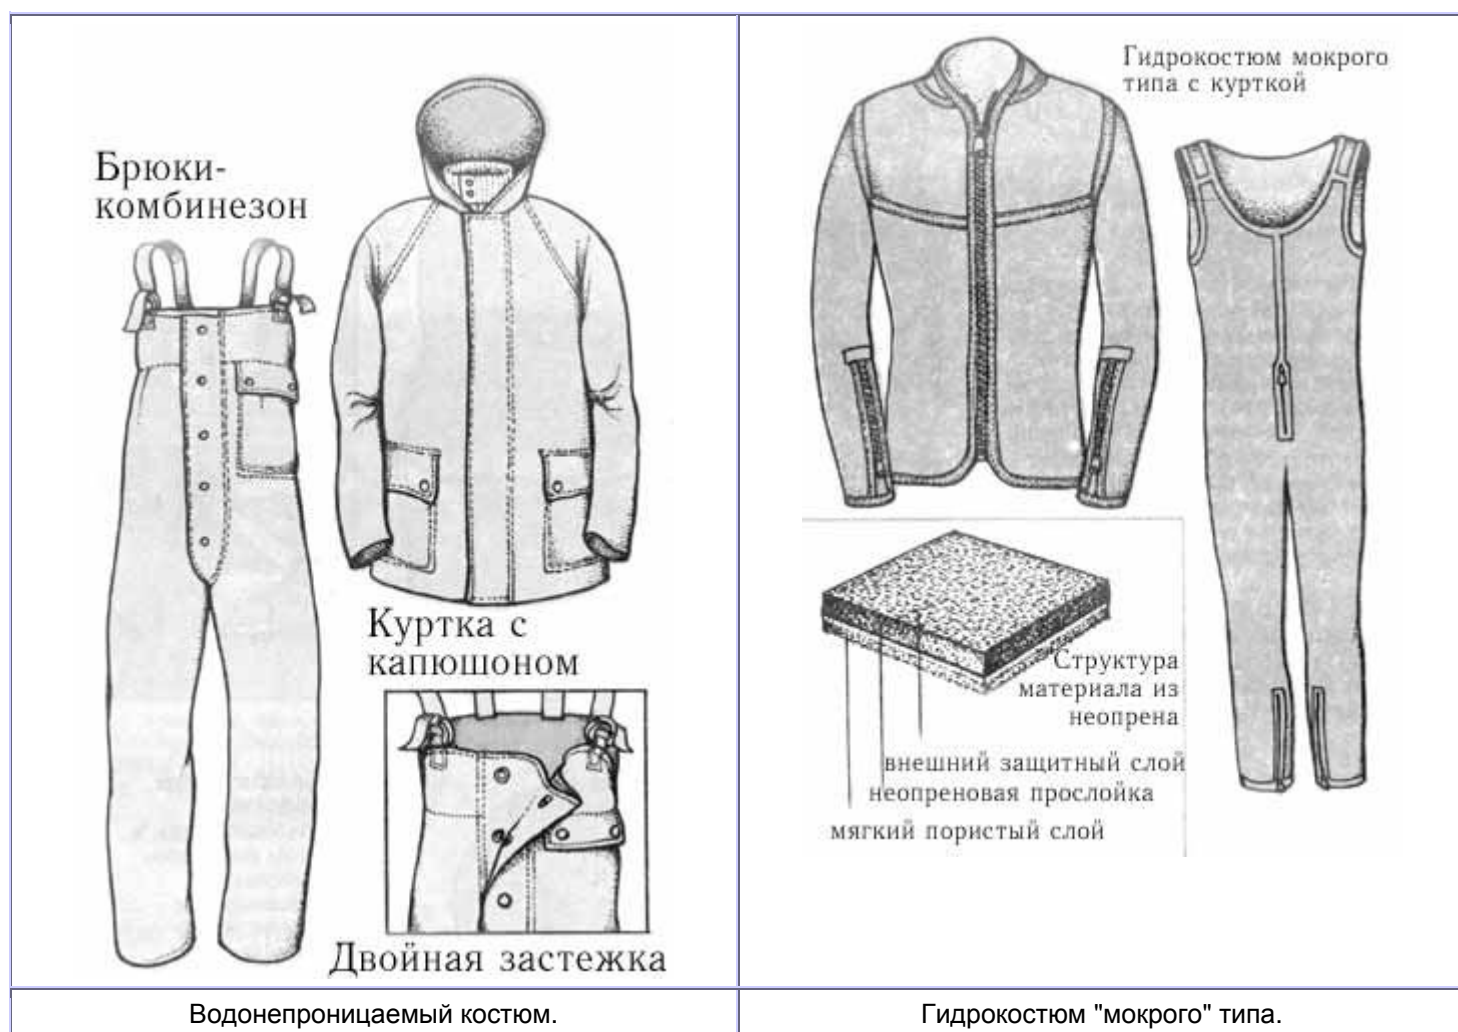 Брюки-
комбинезон
Куртка с
капюшоном
Двойная застежка
Гидрокостюм мокрого
типа с курткой
Структура
материала из
неопрена
внешний защитный слой
неопреновая прослойка
мягкий пористый слой
Водонепроницаемый костюм.
Гидрокостюм "мокрого" типа.